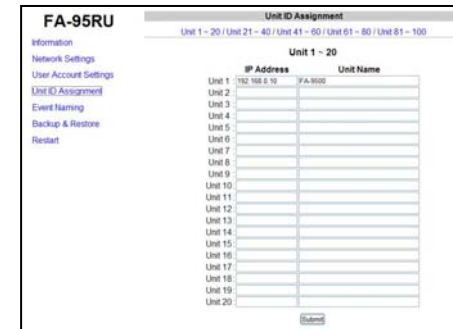 FA-95RU
Information
Network Settings
User Account Settings
Unit ID Assignment
Event Naming
Backup & Restore
Restart
Unit ID Assignment
Unit 1 ~ 20 / Unit 21 ~ 40 / Unit 41 ~ 60 / Unit 61 ~ 80 / Unit 81 ~ 100
Unit 1 ~ 20
IP Address Unit Name
Unit 1 : 192.168.0.10 FA-9500
Unit 2 :
Unit 3 :
Unit 4 :
Unit 5 :
Unit 6 :
Unit 7 :
Unit 8 :
Unit 9 :
Unit 10 :
Unit 11 :
Unit 12 :
Unit 13 :
Unit 14 :
Unit 15 :
Unit 16 :
Unit 17 :
Unit 18 :
Unit 19 :
Unit 20 :
Submit